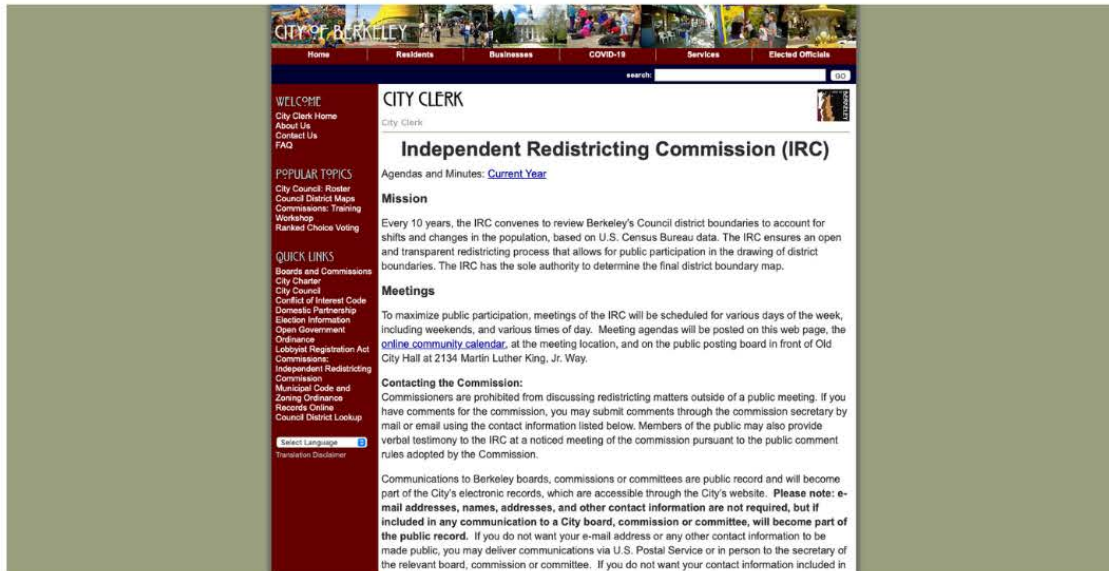 CITY OF BERKELEY
Home Residents Businesses COVID-19 Services Elected Officials
search: GO
WELCOME
City Clerk Home
About Us
Contact Us
FAQ
POPULAR TOPICS
City Council: Roster
Council District Maps
Commissions: Training
Workshop
Ranked Choice Voting
QUICK LINKS
Boards and Commissions
City Charter
City Council
Conflict of Interest Code
Domestic Partnership
Election Information
Open Government
Ordinance
Lobbyist Registration Act
Commissions:
Independent Redistricting
Commission
Municipal Code and
Zoning Ordinance
Records Online
Council District Lookup
Select Language
Translation Disclaimer
CITY CLERK
City Clerk
BERKELEY
Independent Redistricting Commission (IRC)
Agendas and Minutes: Current Year
Mission
Every 10 years, the IRC convenes to review Berkeley's Council district boundaries to account for
shifts and changes in the population, based on U.S. Census Bureau data. The IRC ensures an open
and transparent redistricting process that allows for public participation in the drawing of district
boundaries. The IRC has the sole authority to determine the final district boundary map.
Meetings
To maximize public participation, meetings of the IRC will be scheduled for various days of the week,
including weekends, and various times of day. Meeting agendas will be posted on this web page, the
online community calendar, at the meeting location, and on the public posting board in front of Old
City Hall at 2134 Martin Luther King, Jr. Way.
Contacting the Commission:
Commissioners are prohibited from discussing redistricting matters outside of a public meeting. If you
have comments for the commission, you may submit comments through the commission secretary by
mail or email using the contact information listed below. Members of the public may also provide
verbal testimony to the IRC at a noticed meeting of the commission pursuant to the public comment
rules adopted by the Commission.
Communications to Berkeley boards, commissions or committees are public record and will become
part of the City's electronic records, which are accessible through the City's website. Please note: e-
mail addresses, names, addresses, and other contact information are not required, but if
included in any communication to a City board, commission or committee, will become part of
the public record. If you do not want your e-mail address or any other contact information to be
made public, you may deliver communications via U.S. Postal Service or in person to the secretary of
the relevant board, commission or committee. If you do not want your contact information included in